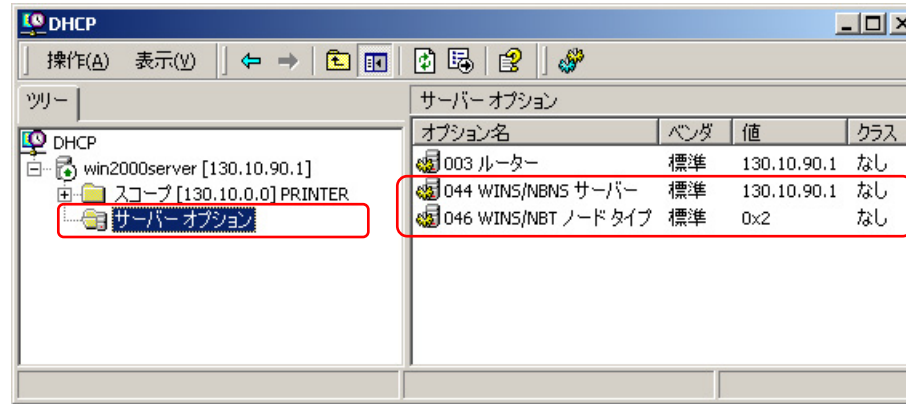 DHCP
操作(A) 表示(V)
ツリー
サーバー オプション
DHCP
win2000server [130.10.90.1]
スコープ [130.10.0.0] PRINTER
サーバー オプション
オプション名 ベンダ 値 クラス
003 ルーター 標準 130.10.90.1 なし
044 WINS/NBNS サーバー 標準 130.10.90.1 なし
046 WINS/NBT ノード タイプ 標準 0x2 なし